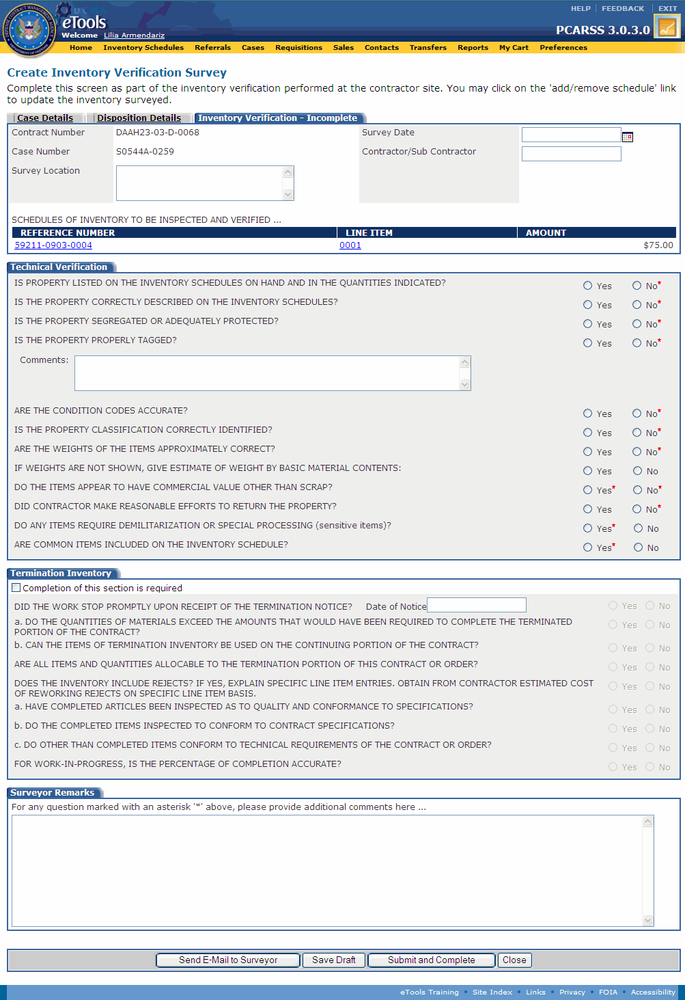 HELP | FEEDBACK | EXIT
DCMA
eTools
Welcome Lilia Armendariz
PCARSS 3.0.3.0
Home Inventory Schedules Referrals Cases Requisitions Sales Contacts Transfers Reports My Cart Preferences
Create Inventory Verification Survey
Complete this screen as part of the inventory verification performed at the contractor site. You may click on the 'add/remove schedule' link
to update the inventory surveyed.
Case Details Disposition Details Inventory Verification - Incomplete
Contract Number DAAH23-03-D-0068 Survey Date
Case Number S0544A-0259 Contractor/Sub Contractor
Survey Location
SCHEDULES OF INVENTORY TO BE INSPECTED AND VERIFIED ...
REFERENCE NUMBER LINE ITEM AMOUNT
59211-0903-0004 0001 $75.00
Technical Verification
IS PROPERTY LISTED ON THE INVENTORY SCHEDULES ON HAND AND IN THE QUANTITIES INDICATED? Yes No*
IS THE PROPERTY CORRECTLY DESCRIBED ON THE INVENTORY SCHEDULES? Yes No*
IS THE PROPERTY SEGREGATED OR ADEQUATELY PROTECTED? Yes No*
IS THE PROPERTY PROPERLY TAGGED? Yes No*
Comments:
ARE THE CONDITION CODES ACCURATE? Yes No*
IS THE PROPERTY CLASSIFICATION CORRECTLY IDENTIFIED? Yes No*
ARE THE WEIGHTS OF THE ITEMS APPROXIMATELY CORRECT? Yes No*
IF WEIGHTS ARE NOT SHOWN, GIVE ESTIMATE OF WEIGHT BY BASIC MATERIAL CONTENTS: Yes No
DO THE ITEMS APPEAR TO HAVE COMMERCIAL VALUE OTHER THAN SCRAP? Yes* No*
DID CONTRACTOR MAKE REASONABLE EFFORTS TO RETURN THE PROPERTY? Yes No*
DO ANY ITEMS REQUIRE DEMILITARIZATION OR SPECIAL PROCESSING (sensitive items)? Yes* No
ARE COMMON ITEMS INCLUDED ON THE INVENTORY SCHEDULE? Yes* No
Termination Inventory
Completion of this section is required
DID THE WORK STOP PROMPTLY UPON RECEIPT OF THE TERMINATION NOTICE? Date of Notice Yes No
a. DO THE QUANTITIES OF MATERIALS EXCEED THE AMOUNTS THAT WOULD HAVE BEEN REQUIRED TO COMPLETE THE TERMINATED Yes No
PORTION OF THE CONTRACT?
b. CAN THE ITEMS OF TERMINATION INVENTORY BE USED ON THE CONTINUING PORTION OF THE CONTRACT? Yes No
ARE ALL ITEMS AND QUANTITIES ALLOCABLE TO THE TERMINATION PORTION OF THIS CONTRACT OR ORDER? Yes No
DOES THE INVENTORY INCLUDE REJECTS? IF YES, EXPLAIN SPECIFIC LINE ITEM ENTRIES. OBTAIN FROM CONTRACTOR ESTIMATED COST Yes No
OF REWORKING REJECTS ON SPECIFIC LINE ITEM BASIS.
a. HAVE COMPLETED ARTICLES BEEN INSPECTED AS TO QUALITY AND CONFORMANCE TO SPECIFICATIONS? Yes No
b. DO THE COMPLETED ITEMS INSPECTED TO CONFORM TO CONTRACT SPECIFICATIONS? Yes No
c. DO OTHER THAN COMPLETED ITEMS CONFORM TO TECHNICAL REQUIREMENTS OF THE CONTRACT OR ORDER? Yes No
FOR WORK-IN-PROGRESS, IS THE PERCENTAGE OF COMPLETION ACCURATE? Yes No
Surveyor Remarks
For any question marked with an asterisk '*' above, please provide additional comments here ...
Send E-Mail to Surveyor Save Draft Submit and Complete Close
eTools Training • Site Index • Links • Privacy • FOIA • Accessibility